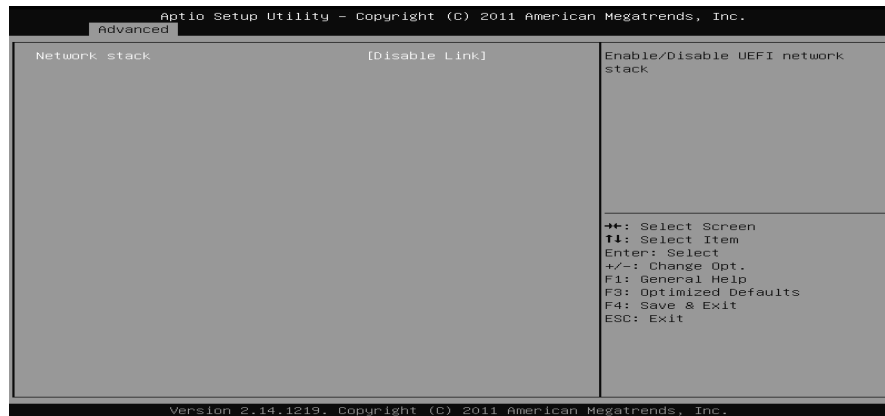 Aptio Setup Utility – Copyright (C) 2011 American Megatrends, Inc.
Advanced
Network stack [Disable Link]
Enable/Disable UEFI network
stack
→←: Select Screen
↑↓: Select Item
Enter: Select
+/-: Change Opt.
F1: General Help
F3: Optimized Defaults
F4: Save & Exit
ESC: Exit
Version 2.14.1219. Copyright (C) 2011 American Megatrends, Inc.